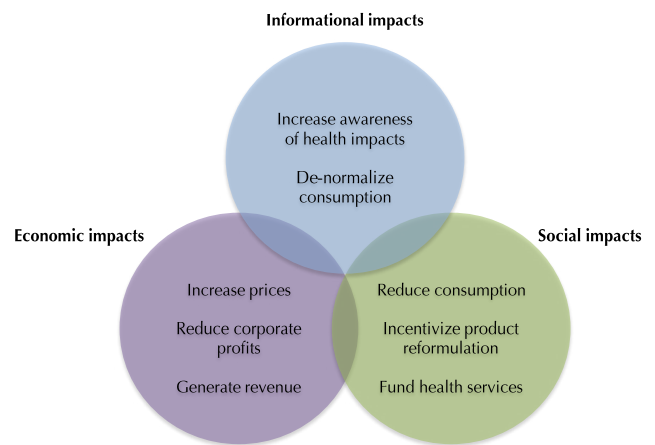 Informational impacts
Increase awareness
of health impacts
De-normalize
consumption
Economic impacts
Social impacts
Increase prices
Reduce corporate
profits
Generate revenue
Reduce consumption
Incentivize product
reformulation
Fund health services